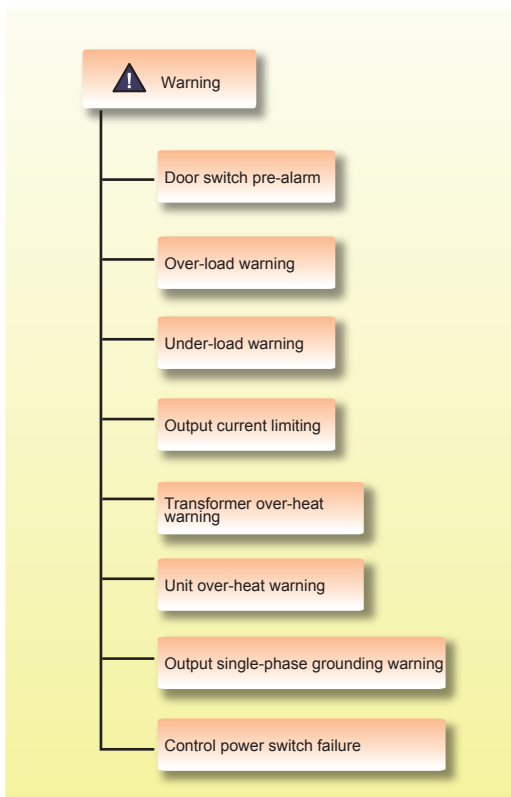 Warning
Door switch pre-alarm
Over-load warning
Under-load warning
Output current limiting
Transformer over-heat
warning
Unit over-heat warning
Output single-phase grounding warning
Control power switch failure